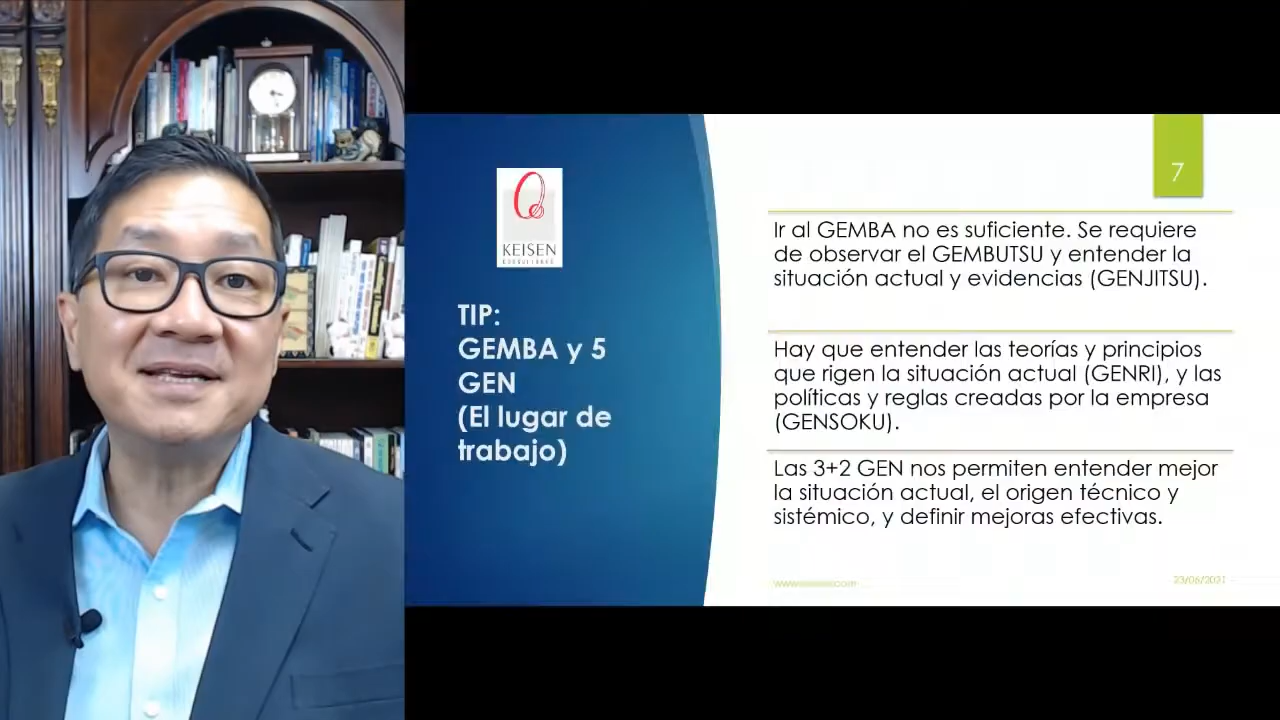 KEISEN
TIP:
GEMBA y 5
GEN
(El lugar de
trabajo)
7
Ir al GEMBA no es suficiente. Se requiere
de observar el GEMBUTSU y entender la
situación actual y evidencias (GENJITSU).
Hay que entender las teorías y principios
que rigen la situación actual (GENRI), y las
políticas y reglas creadas por la empresa
(GENSOKU).
Las 3+2 GEN nos permiten entender mejor
la situación actual, el origen técnico y
sistémico, y definir mejoras efectivas.
23/06/2021